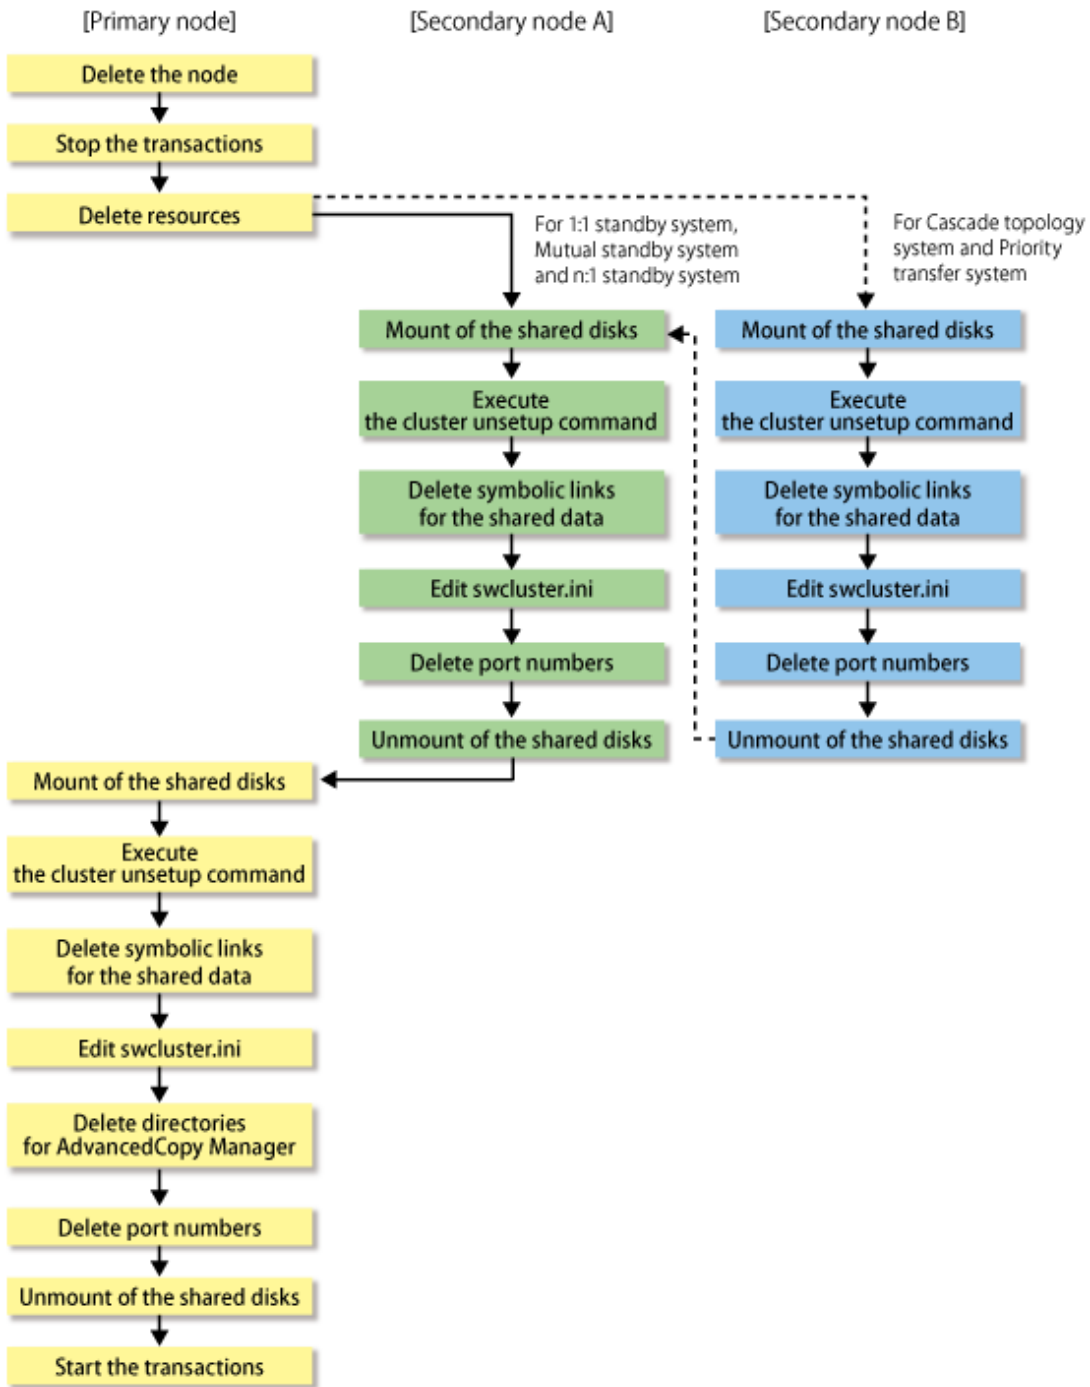 [Primary node]
[Secondary node A]
[Secondary node B]
Delete the node
Stop the transactions
Delete resources
For 1:1 standby system,
Mutual standby system
and n:1 standby system
For Cascade topology
system and Priority
transfer system
Mount of the shared disks
Execute
the cluster unsetup command
Delete symbolic links
for the shared data
Edit swcluster.ini
Delete port numbers
Unmount of the shared disks
Mount of the shared disks
Execute
the cluster unsetup command
Delete symbolic links
for the shared data
Edit swcluster.ini
Delete port numbers
Unmount of the shared disks
Mount of the shared disks
Execute
the cluster unsetup command
Delete symbolic links
for the shared data
Edit swcluster.ini
Delete directories
for AdvancedCopy Manager
Delete port numbers
Unmount of the shared disks
Start the transactions